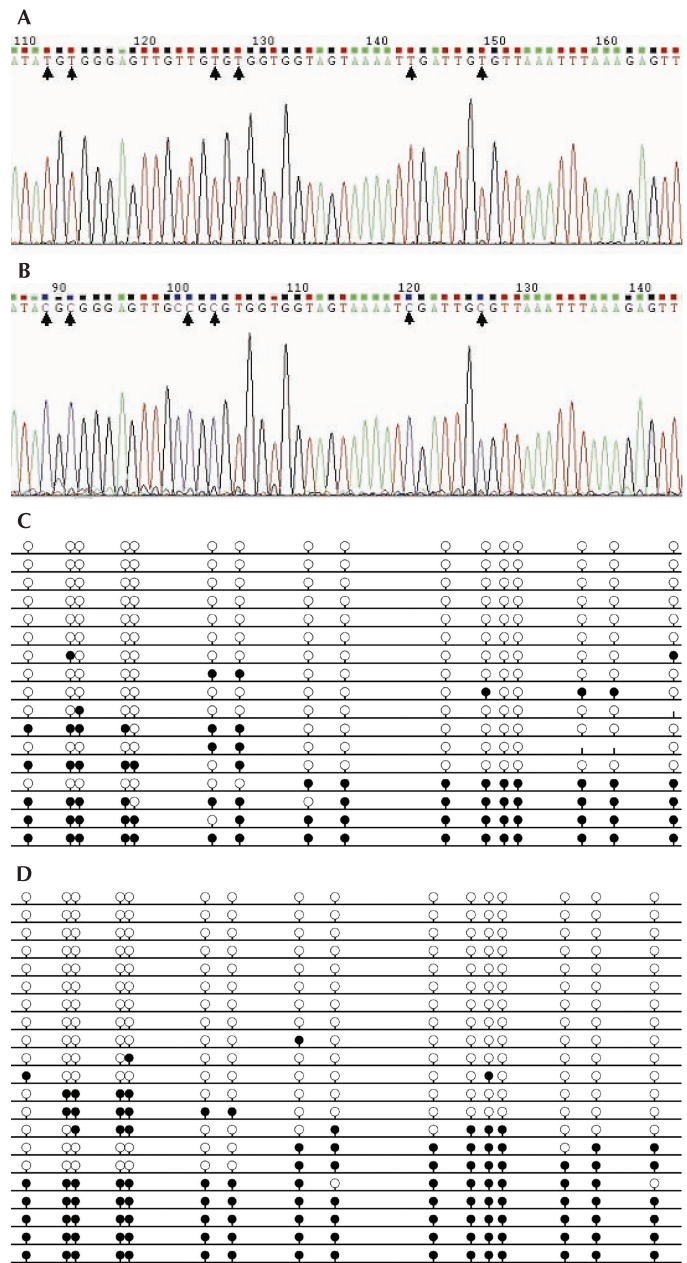 A
110 120 130 140 150 160
ATATGTGGGAGTTGTTGTGTGGTGGTAGTAAAATTGATTGTGTTAAATTTAAAGAGTT
B
90 100 110 120 130 140
ATACGCGGGAGTTGCCGCGTGGTGGTAGTAAAATCGATTGCGTTAAATTTAAAGAGTT
C
D